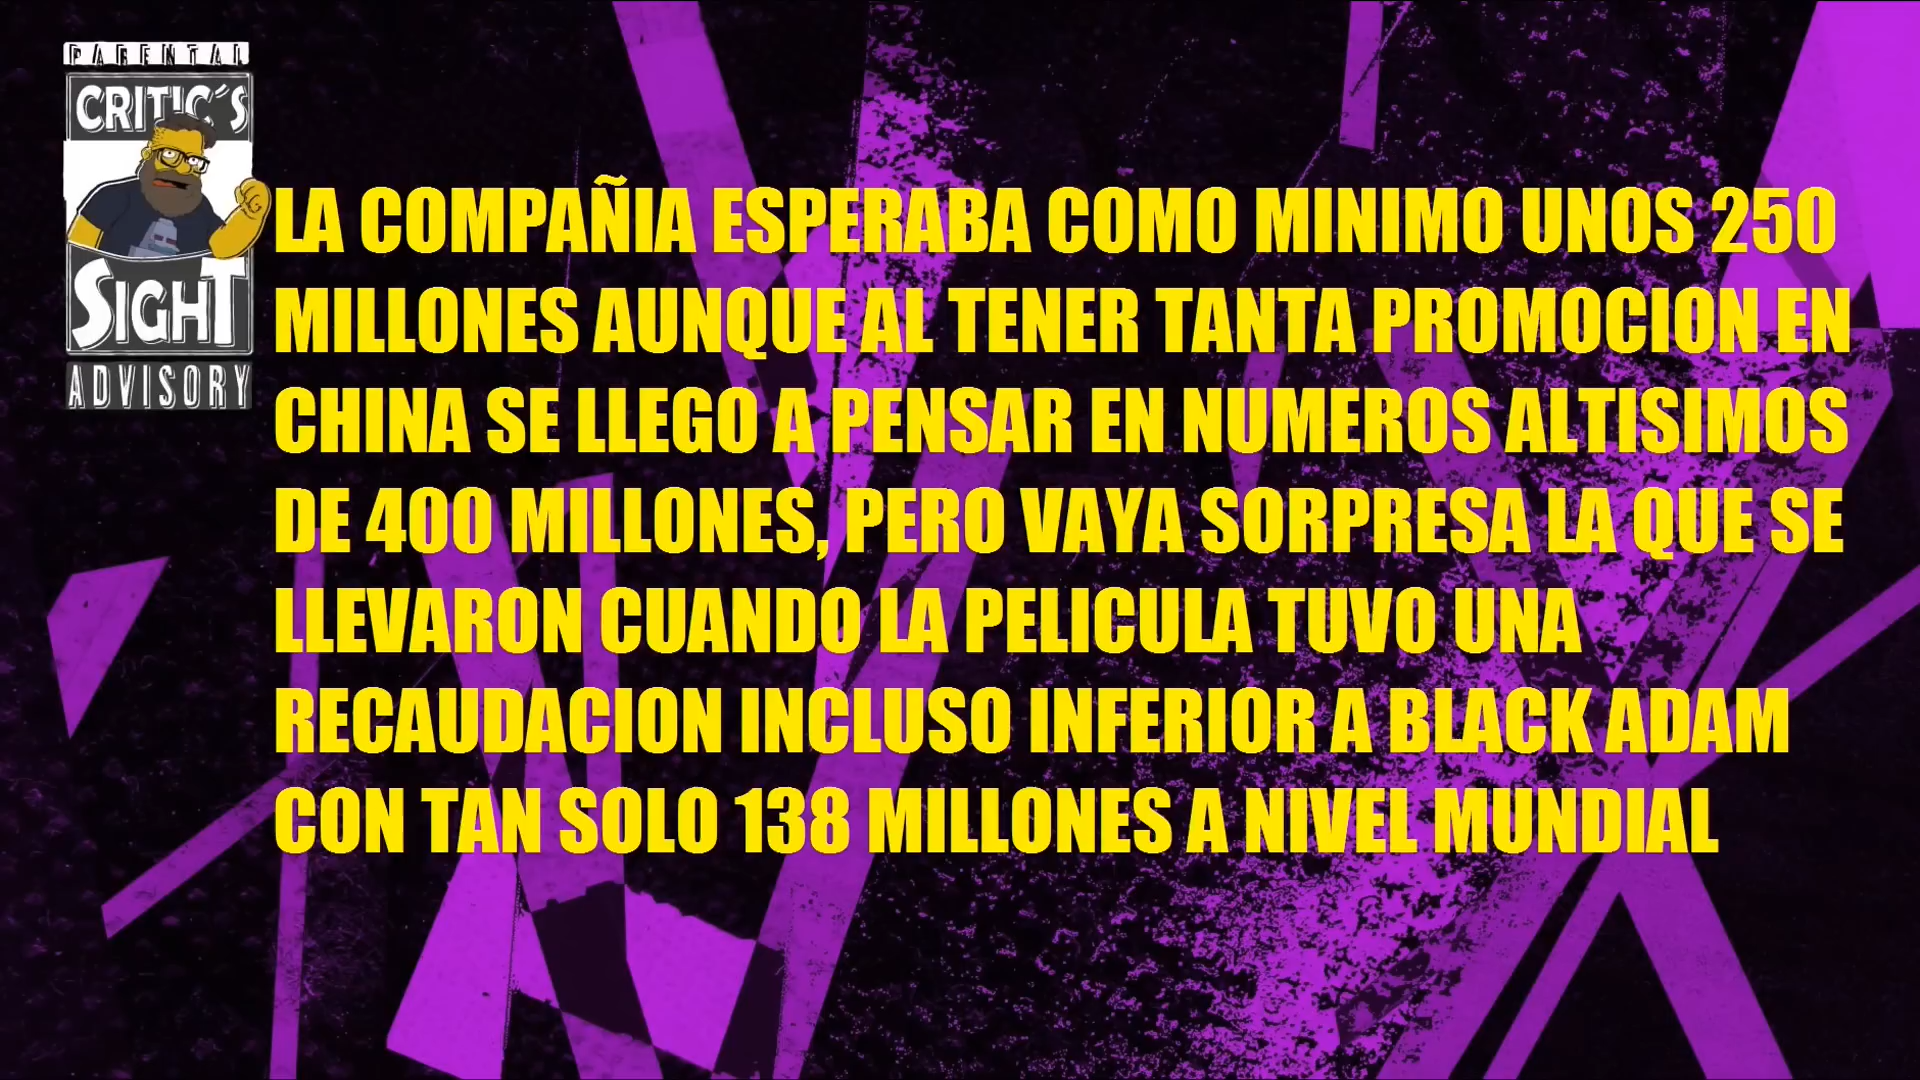 PARENTAL
CRITIC´S
SIGHT
ADVISORY
LA COMPAÑIA ESPERABA COMO MINIMO UNOS 250
MILLONES AUNQUE AL TENER TANTA PROMOCION EN
CHINA SE LLEGO A PENSAR EN NUMEROS ALTISIMOS
DE 400 MILLONES, PERO VAYA SORPRESA LA QUE SE
LLEVARON CUANDO LA PELICULA TUVO UNA
RECAUDACION INCLUSO INFERIOR A BLACK ADAM
CON TAN SOLO 138 MILLONES A NIVEL MUNDIAL